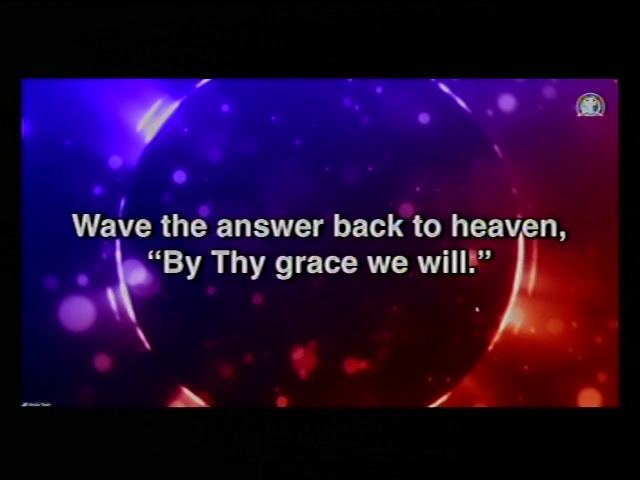 Wave the answer back to heaven,
“By Thy grace we will.”